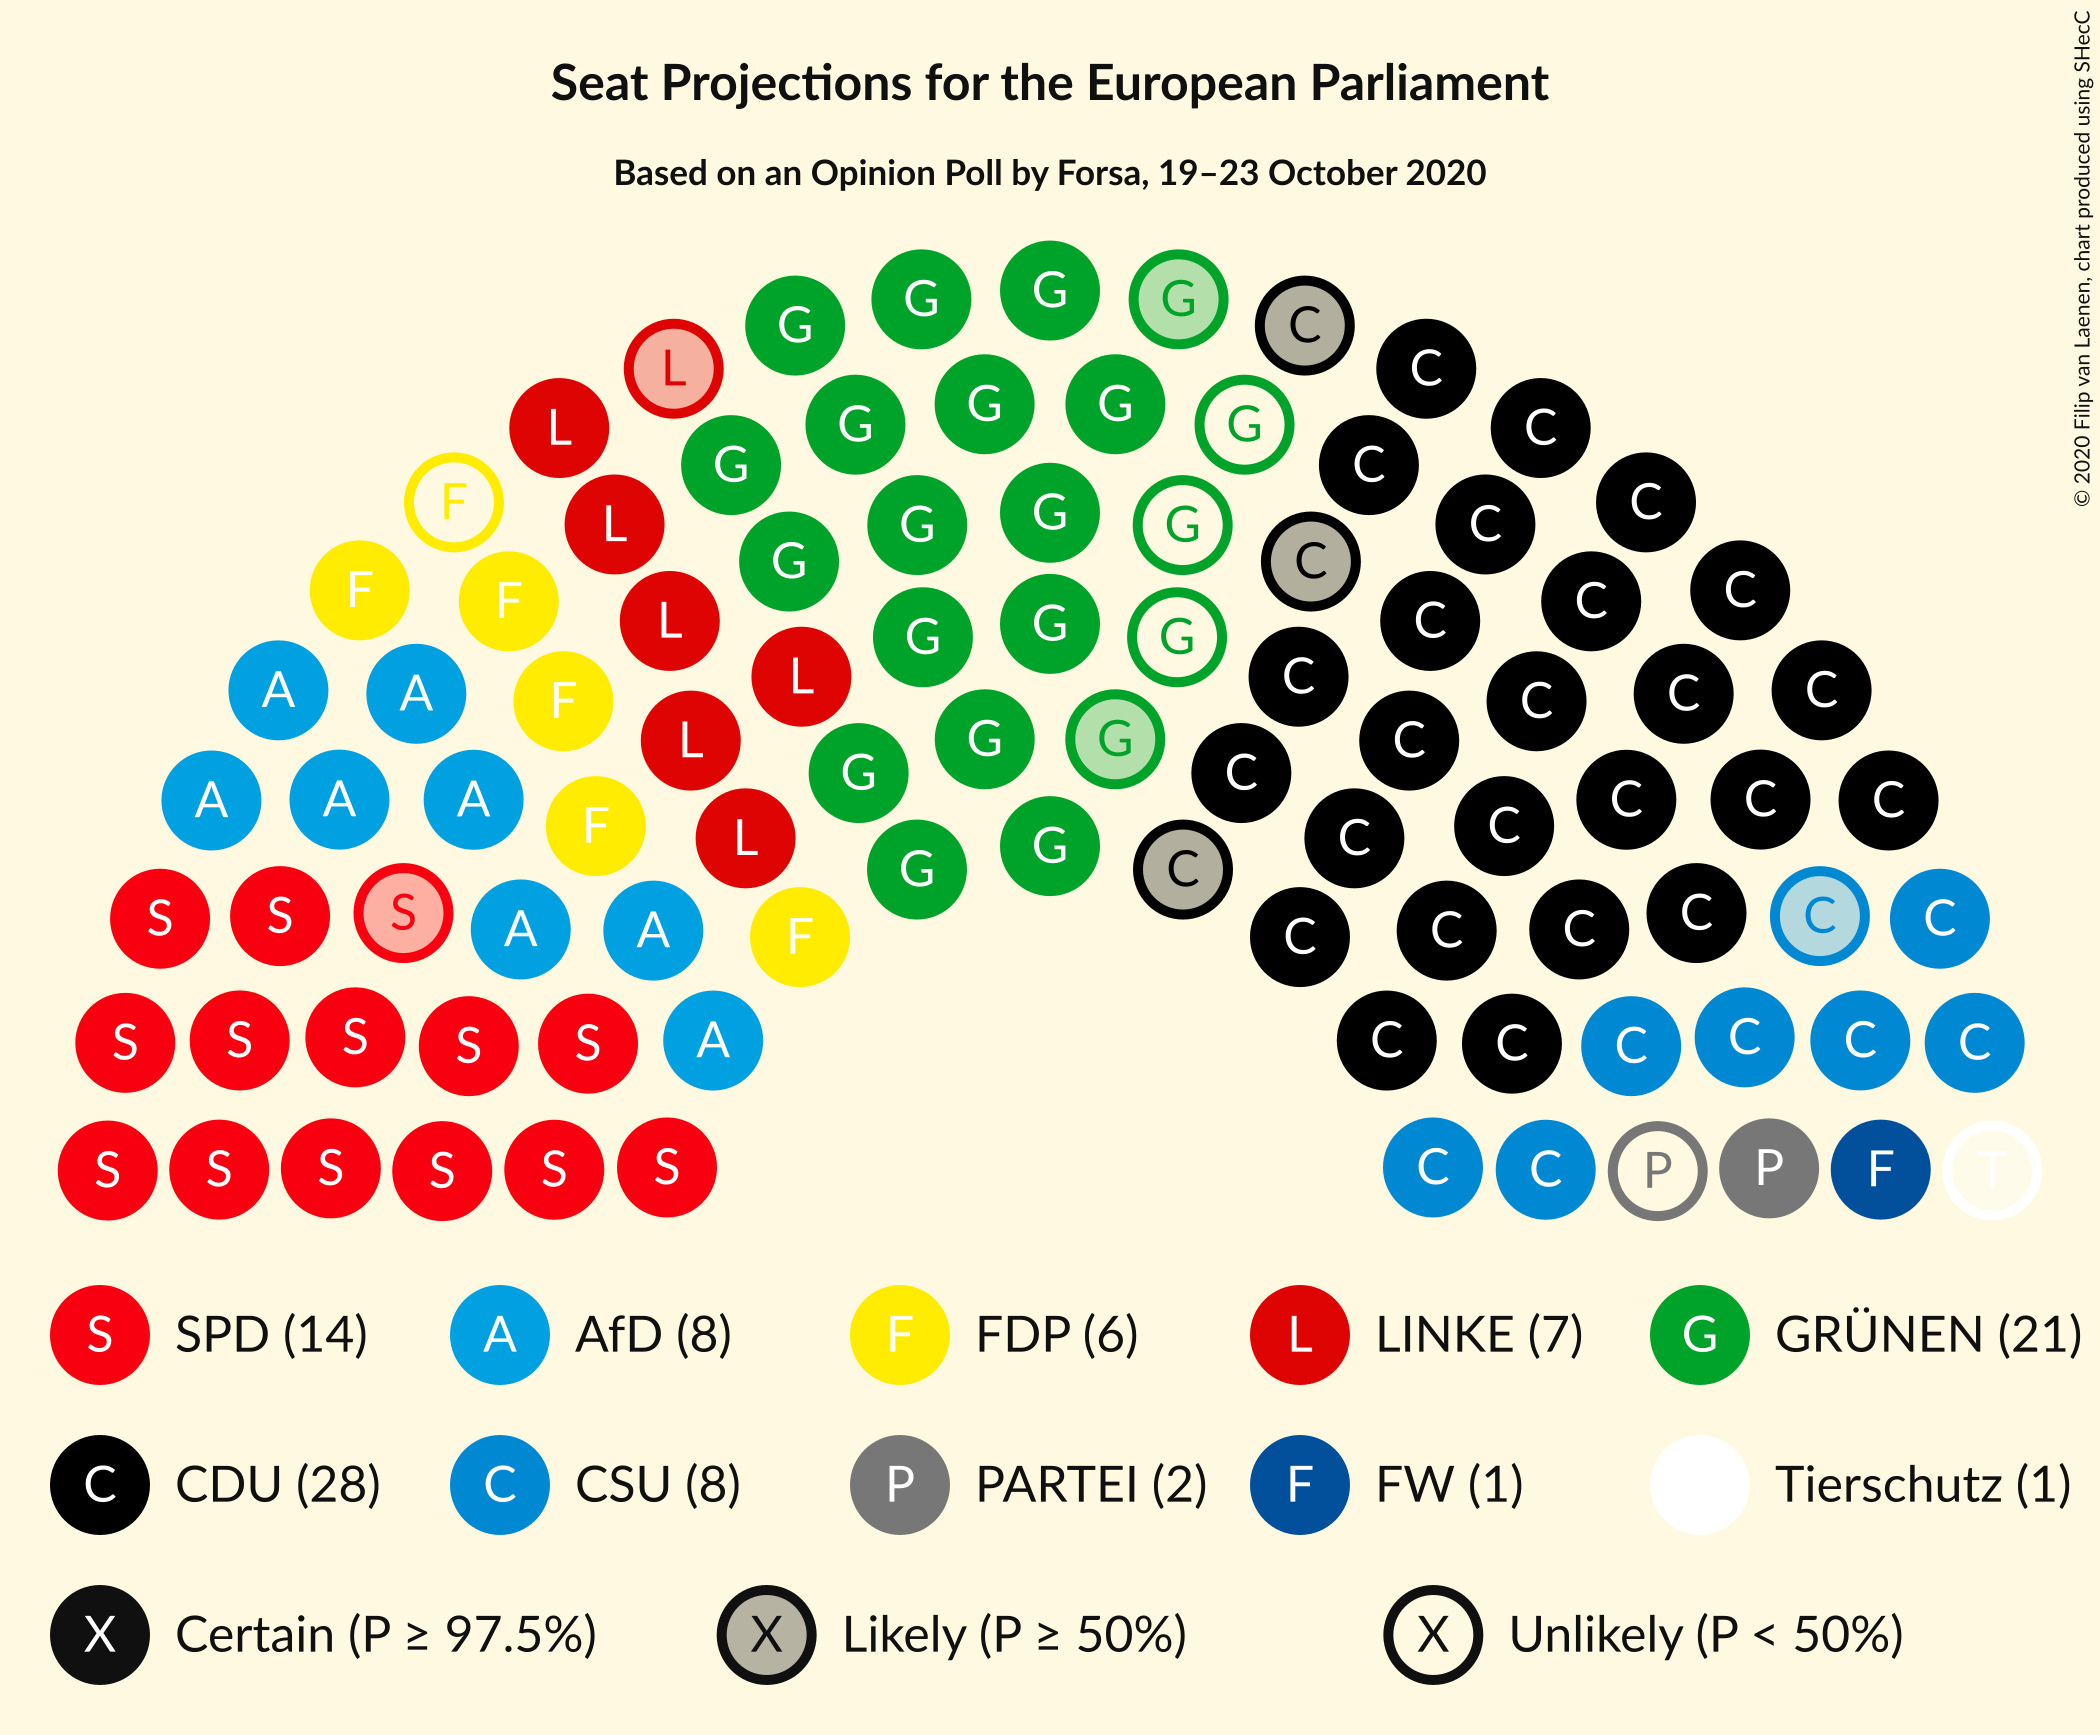 Seat Projections for the European Parliament
Based on an Opinion Poll by Forsa, 19–23 October 2020
© 2020 Filip van Laenen, chart produced using SHecC
G G G G C
L C
G G G G
L C
G G
L C
F C
L G G G C
G C
F F C C
L C
G G G
L C
A A F C C C
L C
G G G
A A A F C C C C
L C
S S S A A F G G C C C C C C C
S S S S S A C C C C C C
S S S S S S C C P P F T
S SPD (14)
A AfD (8)
F FDP (6)
L LINKE (7)
G GRÜNEN (21)
C CDU (28)
C CSU (8)
P PARTEI (2)
F FW (1)
Tierschutz (1)
X Certain (P ≥ 97.5%)
X Likely (P ≥ 50%)
X Unlikely (P < 50%)